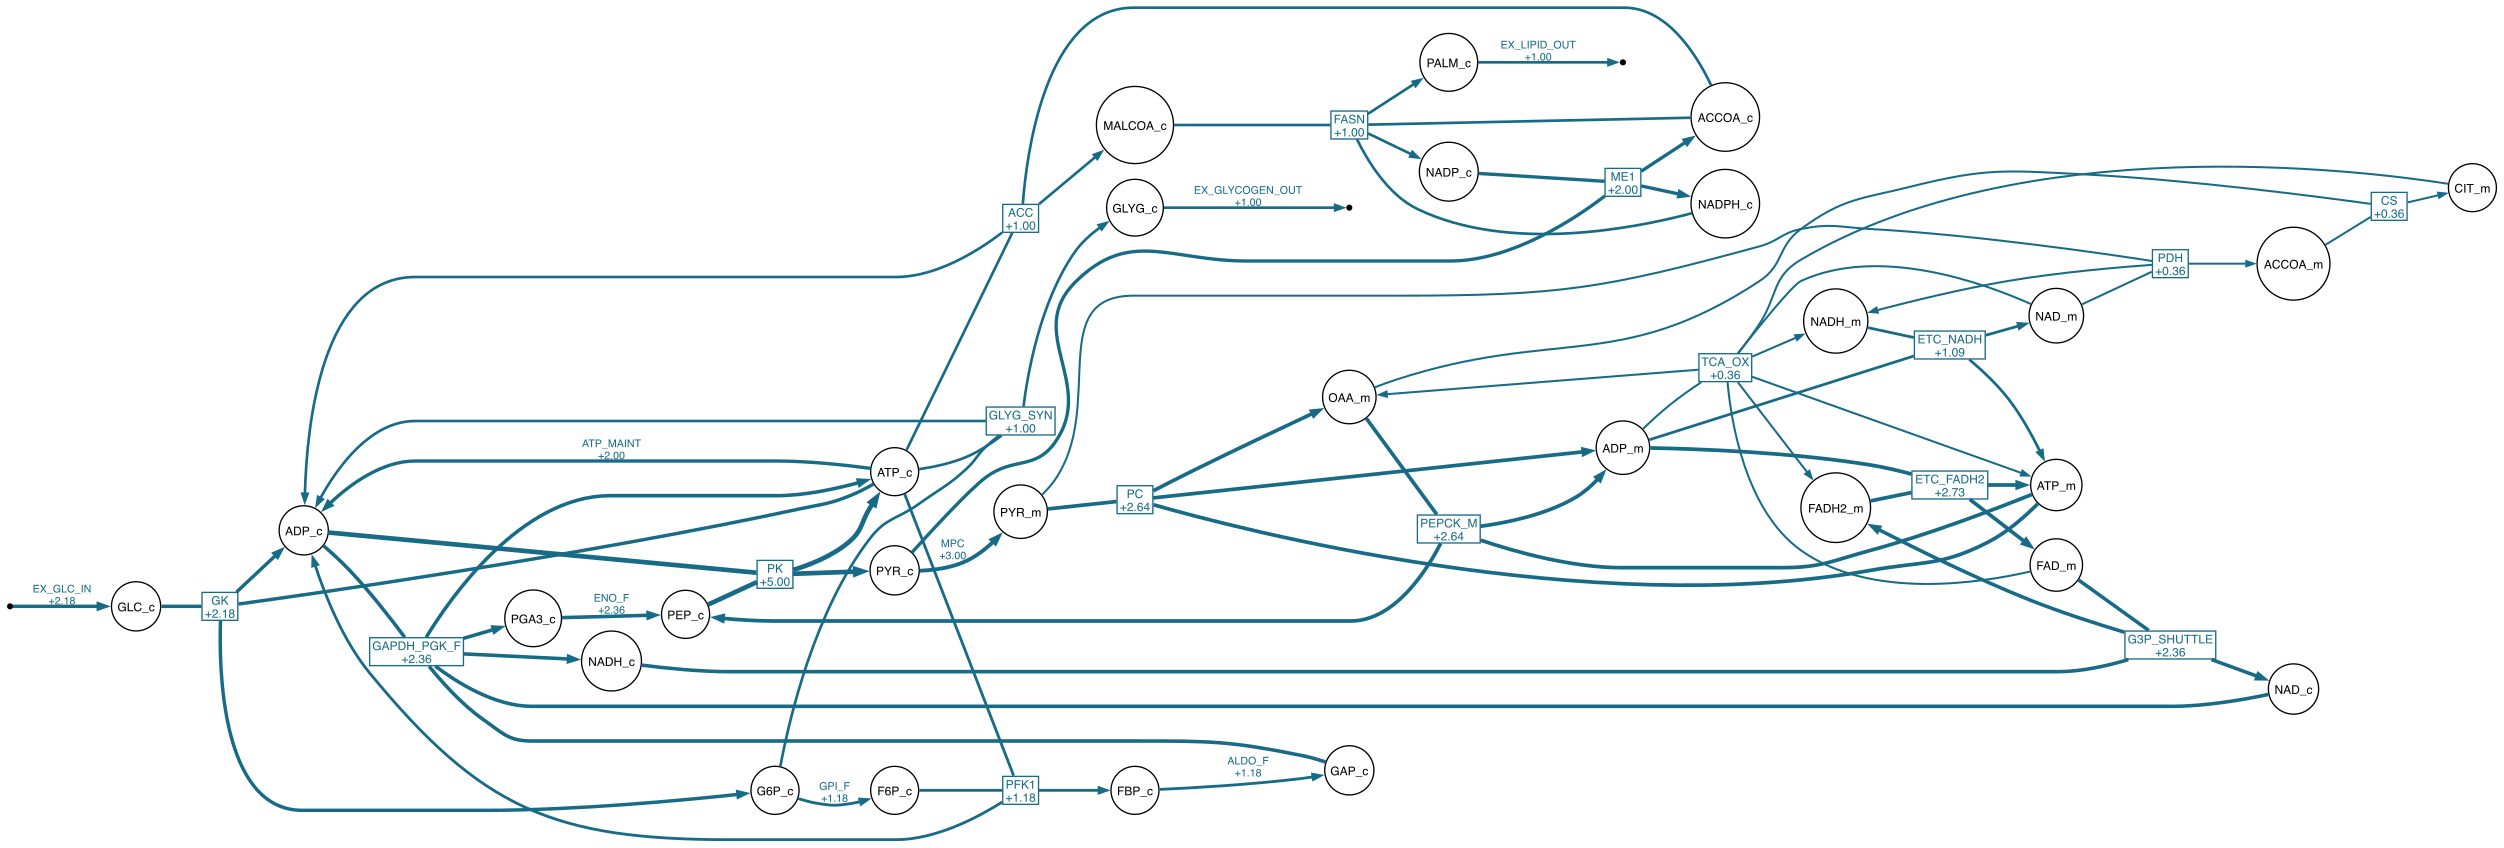 EX_LIPID_OUT
+1.00
PALM_c
ACCOA_c
FASN
+1.00
MALCOA_c
NADP_c
ME1
+2.00
CIT_m
EX_GLYCOGEN_OUT
+1.00
GLYG_c
NADPH_c
CS
+0.36
ACC
+1.00
PDH
+0.36
ACCOA_m
NAD_m
NADH_m
ETC_NADH
+1.09
TCA_OX
+0.36
OAA_m
GLYG_SYN
+1.00
ATP_MAINT
+2.00
ADP_m
ATP_c
ETC_FADH2
+2.73
ATP_m
PC
+2.64
FADH2_m
PYR_m
PEPCK_M
+2.64
ADP_c
MPC
+3.00
FAD_m
PYR_c
PK
+5.00
EX_GLC_IN
+2.18
GLC_c
GK
+2.18
ENO_F
+2.36
PGA3_c
PEP_c
G3P_SHUTTLE
+2.36
GAPDH_PGK_F
+2.36
NADH_c
NAD_c
ALDO_F
+1.18
GAP_c
GPI_F
+1.18
G6P_c
F6P_c
PFK1
+1.18
FBP_c